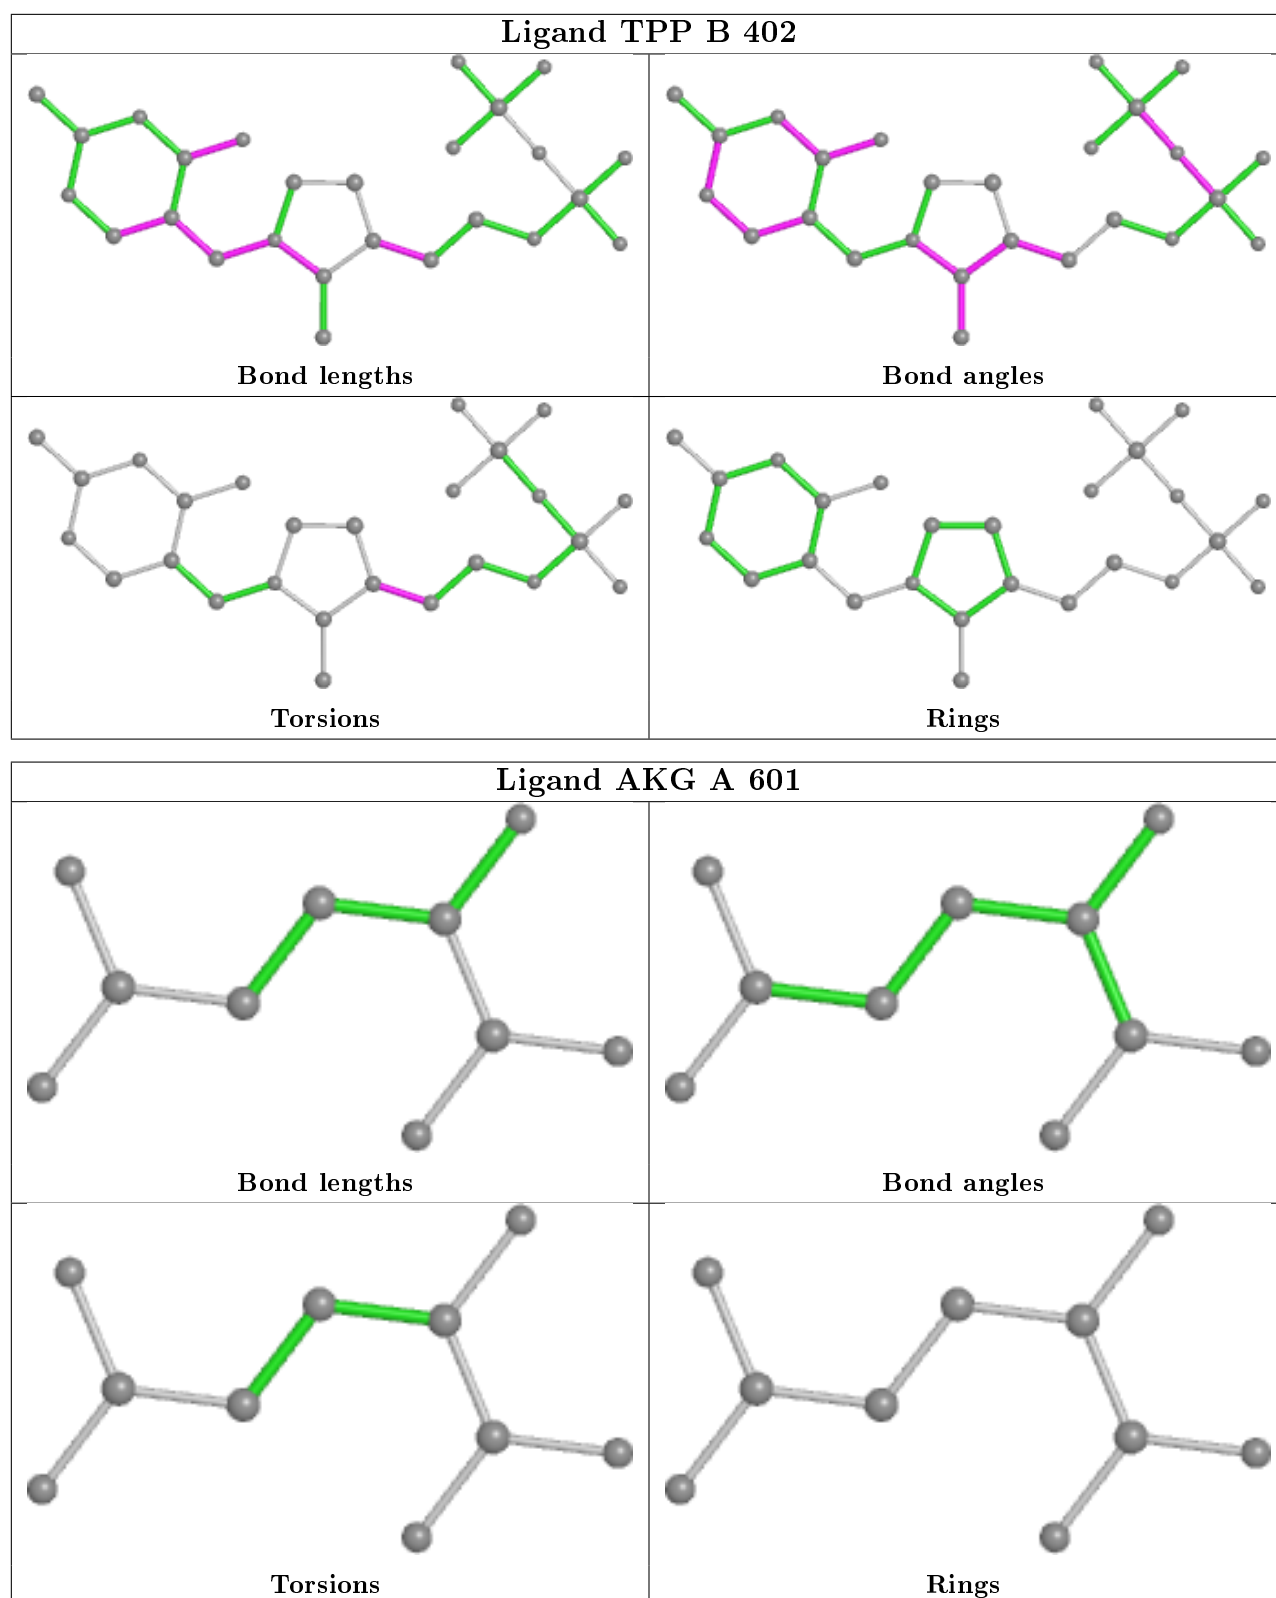 Ligand TPP B 402
Bond lengths
Bond angles
Torsions
Rings
Ligand AKG A 601
Bond lengths
Bond angles
Torsions
Rings